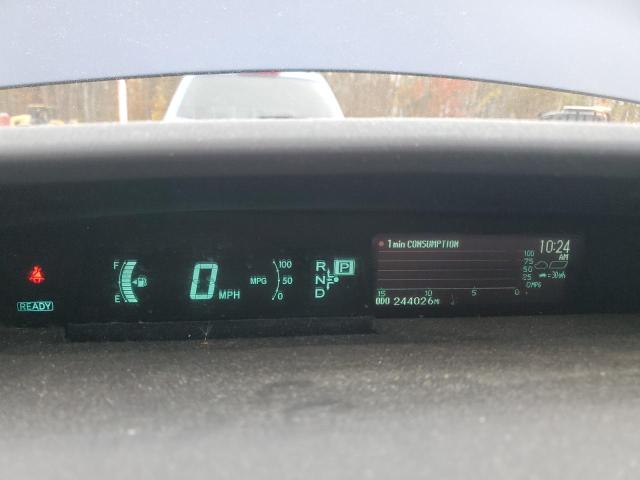 1min CONSUMPTION
10:24
AM
100
75
50
25
0MPG
= 30Wh
15 10 5 0
ODO 244026MI
READY
F
E
0 MPH
MPG
100
50
0
R
N
D
P